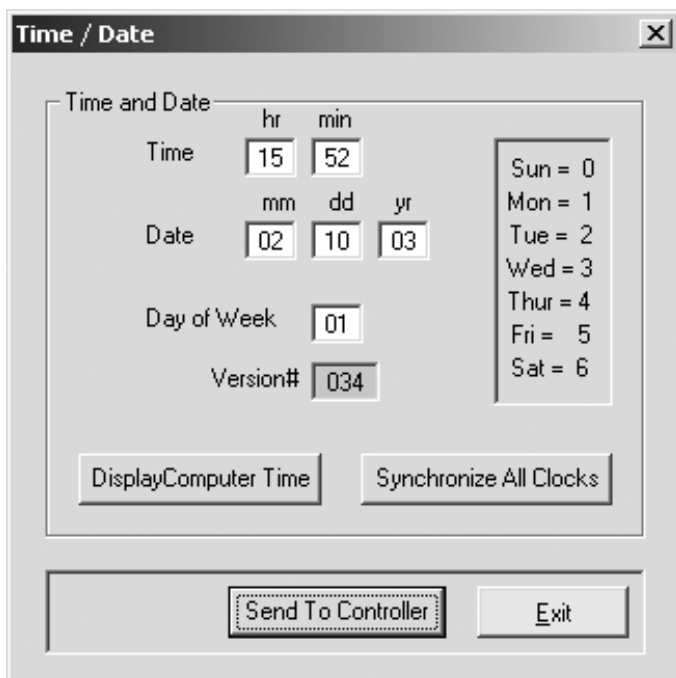 Time / Date
Time and Date
hr min
Time 15 52
mm dd yr
Date 02 10 03
Day of Week 01
Version# 034
Sun = 0
Mon = 1
Tue = 2
Wed = 3
Thur = 4
Fri = 5
Sat = 6
DisplayComputer Time
Synchronize All Clocks
Send To Controller
Exit